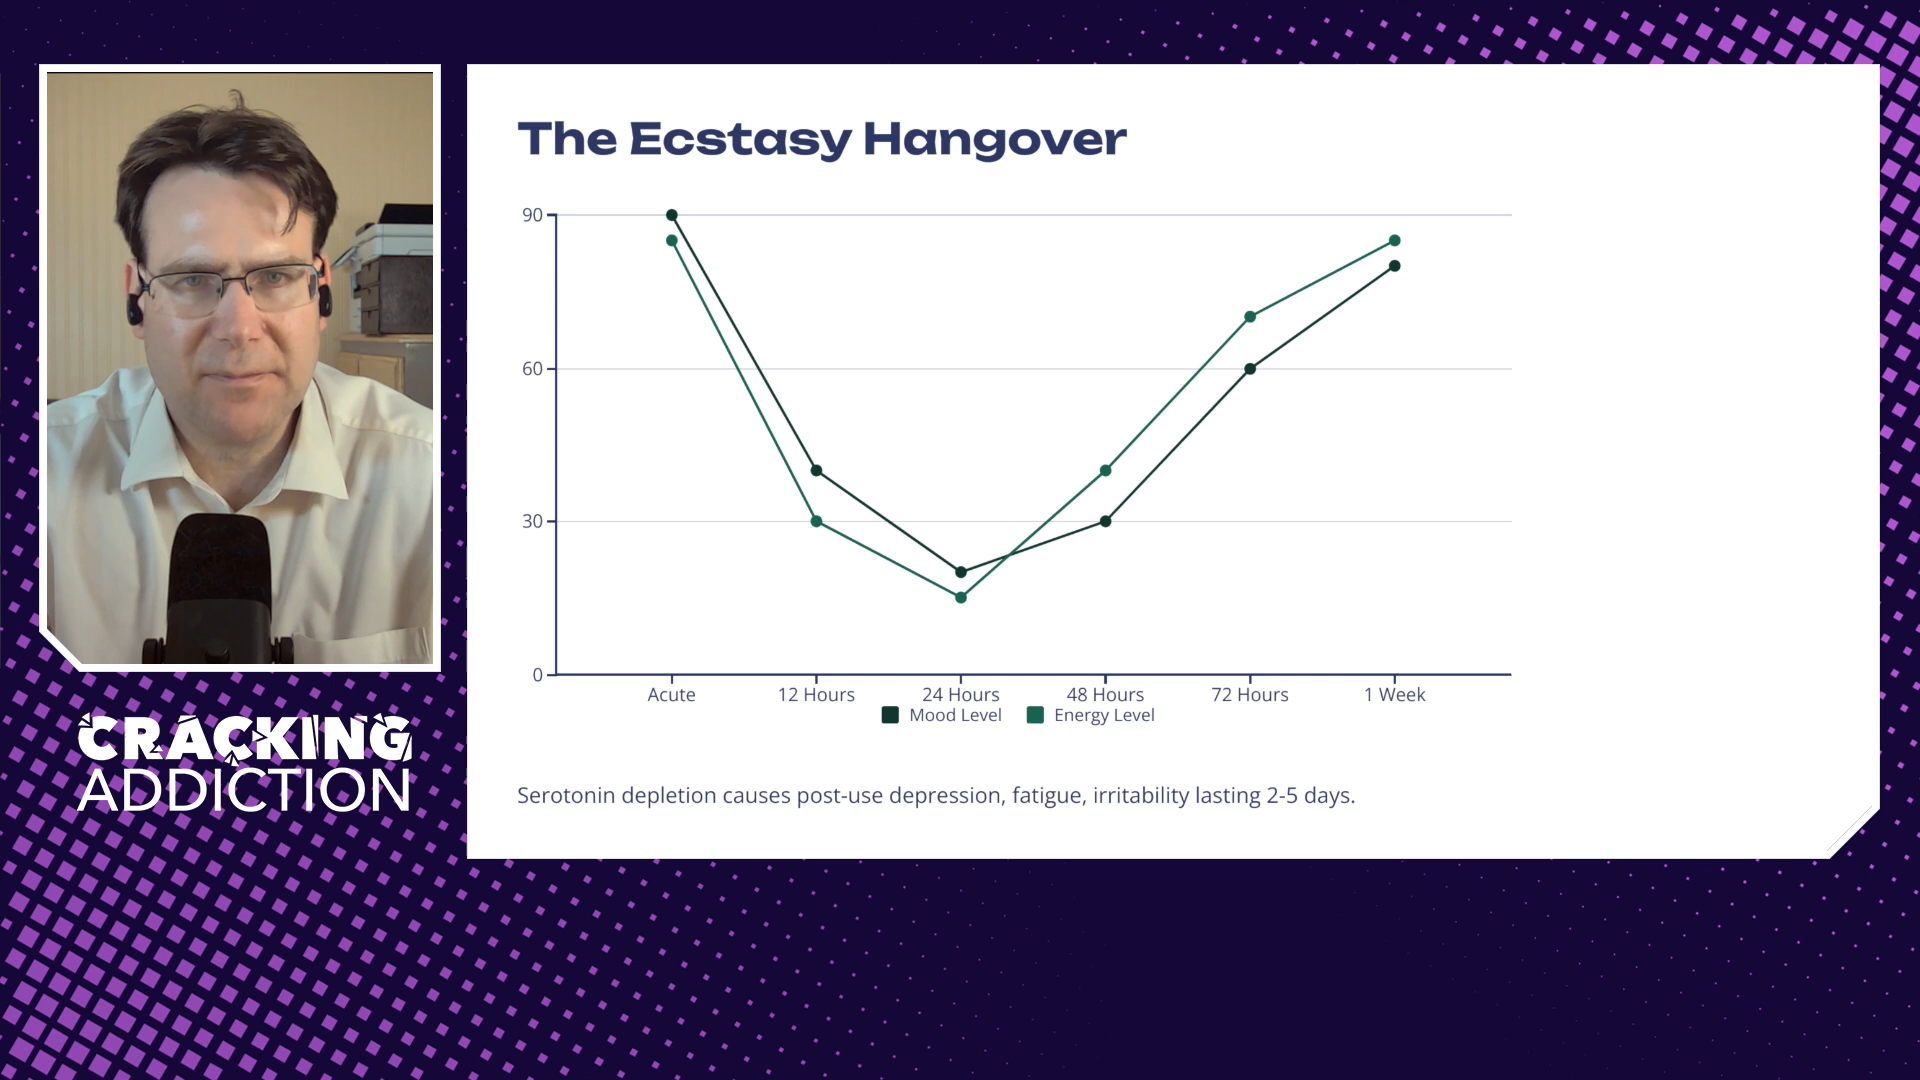 The Ecstasy Hangover
90
60
30
0
Acute 12 Hours 24 Hours 48 Hours 72 Hours 1 Week
Mood Level Energy Level
Serotonin depletion causes post-use depression, fatigue, irritability lasting 2-5 days.
CRACKING
ADDICTION